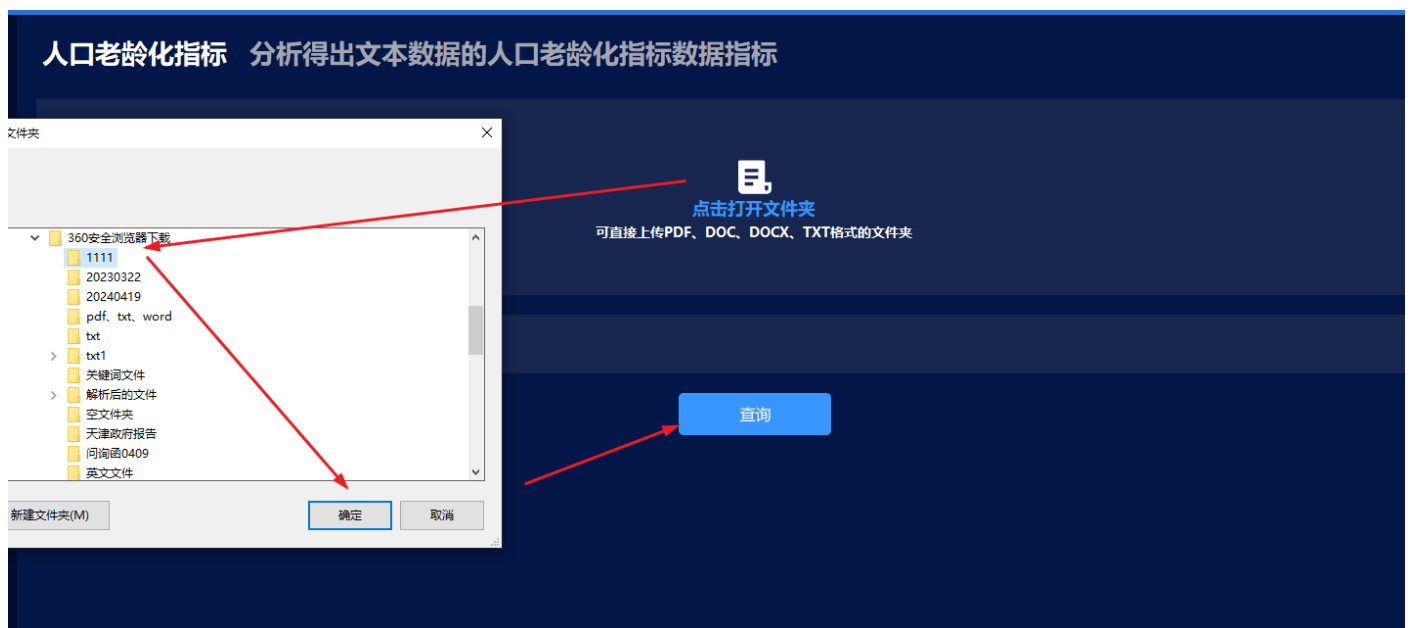 人口老龄化指标 分析得出文本数据的人口老龄化指标数据指标
文件夹
点击打开文件夹
可直接上传PDF、DOC、DOCX、TXT格式的文件夹
360安全浏览器下载
1111
20230322
20240419
pdf、txt、word
txt
txt1
关键词文件
解析后的文件
空文件夹
天津政府报告
问询函0409
英文文件
查询
新建文件夹(M)
确定
取消